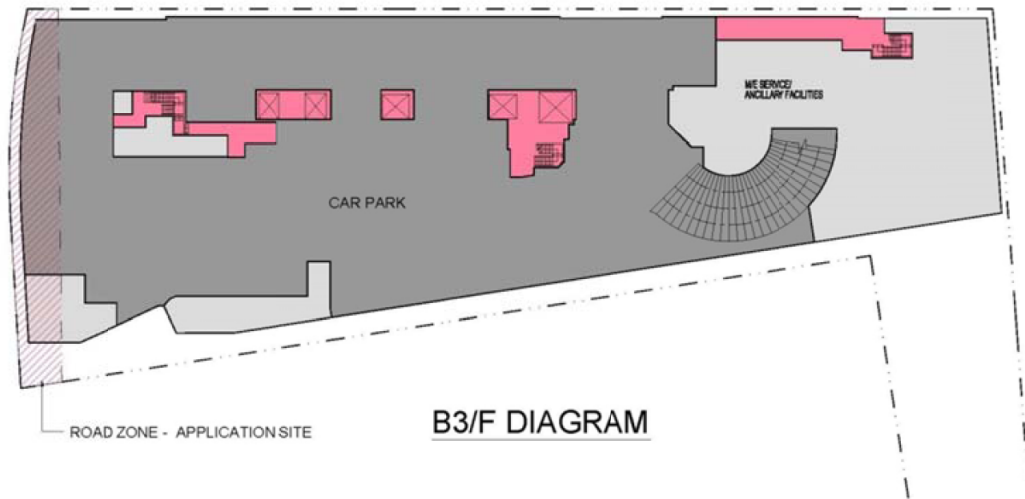 M/E SERVICE/
ANCILLARY FACILITIES
CAR PARK
ROAD ZONE - APPLICATION SITE
B3/F DIAGRAM